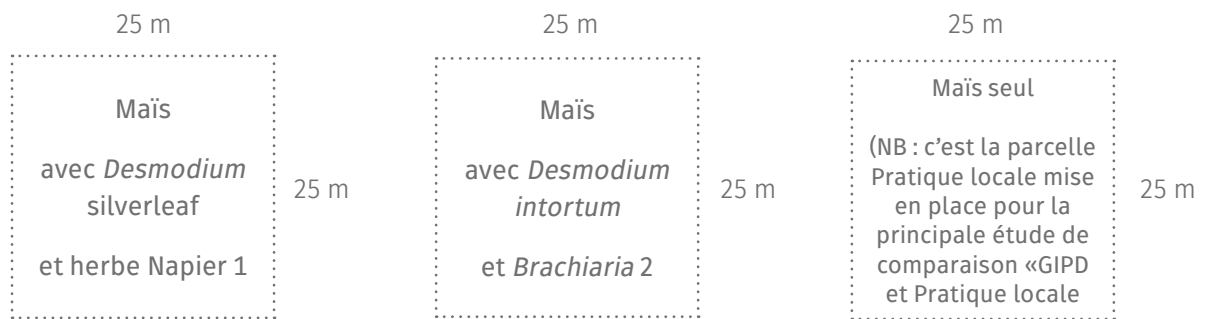 25 m
Maïs
avec Desmodium
silverleaf
et herbe Napier 1
25 m
25 m
Maïs
avec Desmodium
intortum
et Brachiaria 2
25 m
25 m
Maïs seul
(NB : c’est la parcelle
Pratique locale mise
en place pour la
principale étude de
comparaison «GIPD
et Pratique locale
25 m